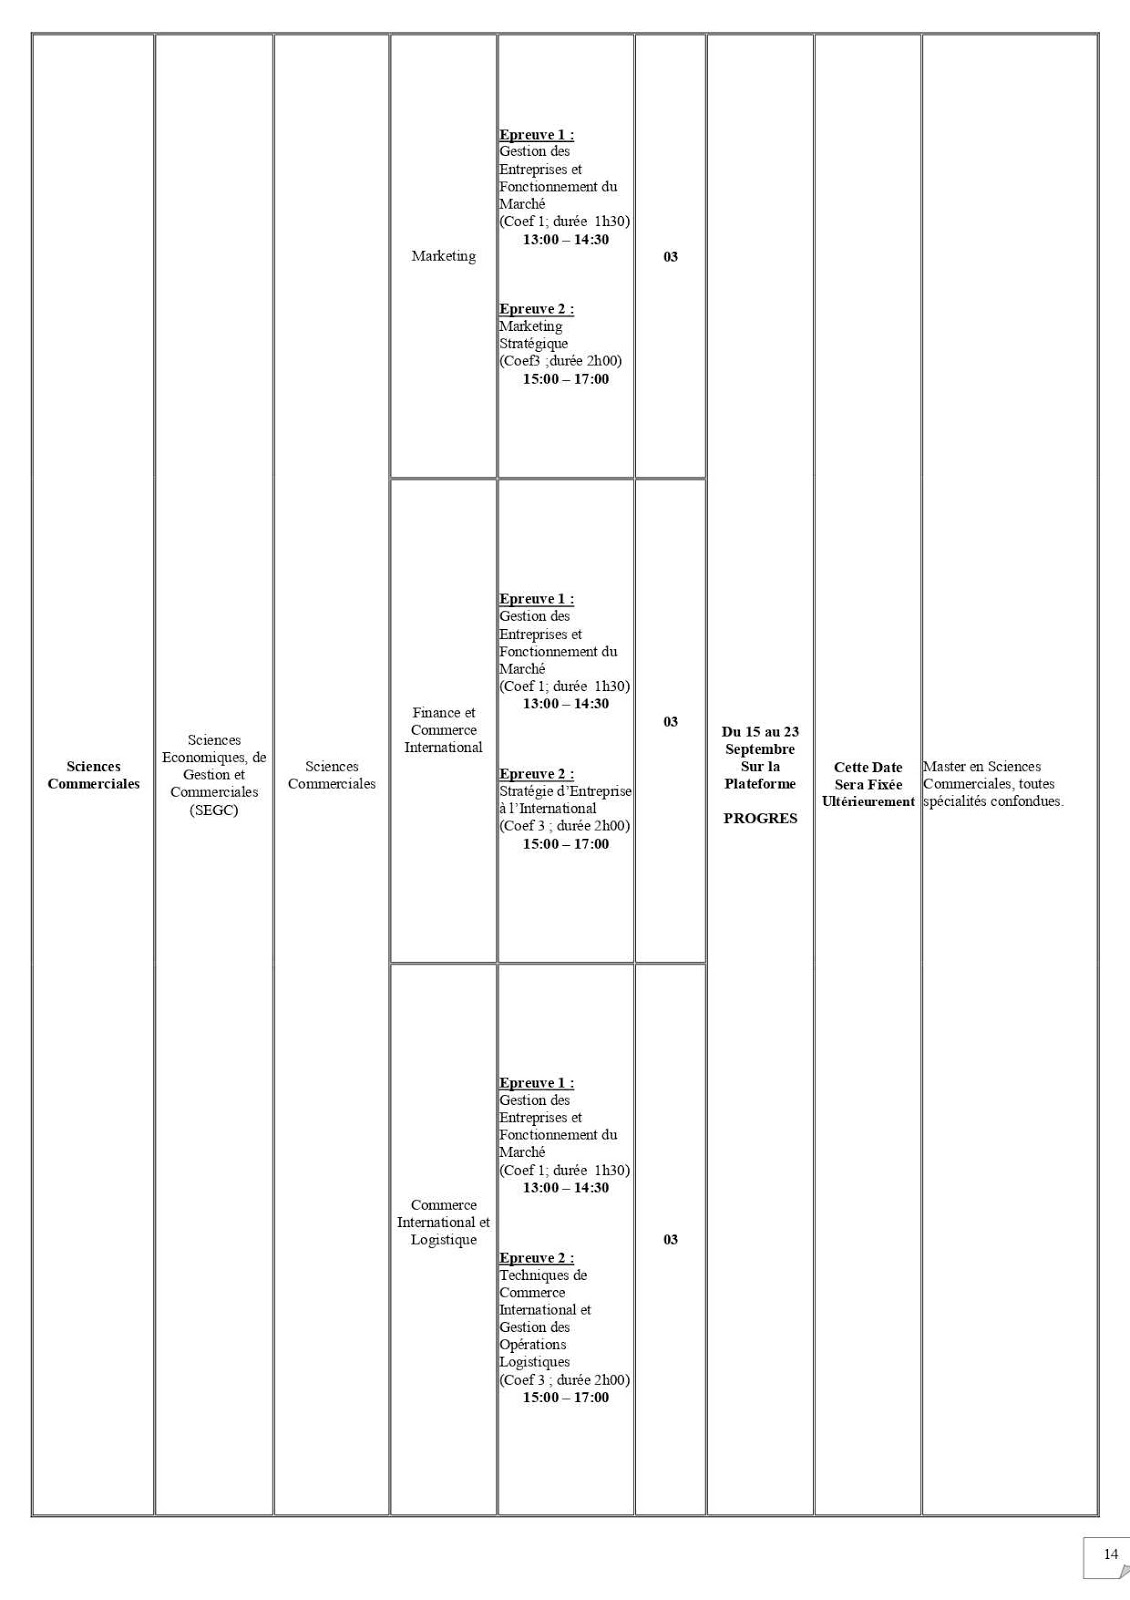 Sciences
Commerciales
Sciences
Economiques, de
Gestion et
Commerciales
(SEGC)
Sciences
Commerciales
Marketing
Epreuve 1 :
Gestion des
Entreprises et
Fonctionnement du
Marché
(Coef 1; durée  1h30)
13:00 – 14:30
Epreuve 2 :
Marketing
Stratégique
(Coef3 ;durée 2h00)
15:00 – 17:00
03
Finance et
Commerce
International
Epreuve 1 :
Gestion des
Entreprises et
Fonctionnement du
Marché
(Coef 1; durée  1h30)
13:00 – 14:30
Epreuve 2 :
Stratégie d’Entreprise
à l’International
(Coef 3 ; durée 2h00)
15:00 – 17:00
03
Commerce
International et
Logistique
Epreuve 1 :
Gestion des
Entreprises et
Fonctionnement du
Marché
(Coef 1; durée  1h30)
13:00 – 14:30
Epreuve 2 :
Techniques de
Commerce
International et
Gestion des
Opérations
Logistiques
(Coef 3 ; durée 2h00)
15:00 – 17:00
03
Du 15 au 23
Septembre
Sur la
Plateforme
PROGRES
Cette Date
Sera Fixée
Ultérieurement
Master en Sciences
Commerciales, toutes
spécialités confondues.
14